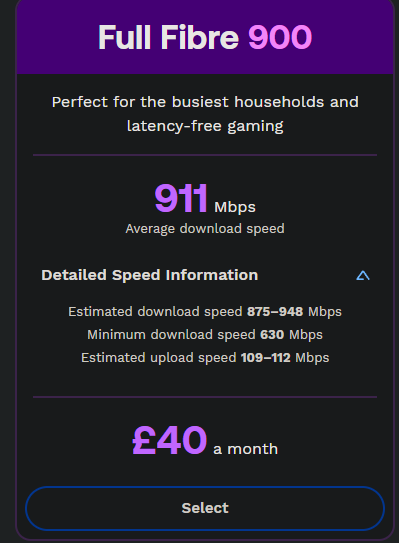 Full Fibre 900
Perfect for the busiest households and
latency-free gaming
911 Mbps
Average download speed
Detailed Speed Information
Estimated download speed 875–948 Mbps
Minimum download speed 630 Mbps
Estimated upload speed 109–112 Mbps
£40 a month
Select